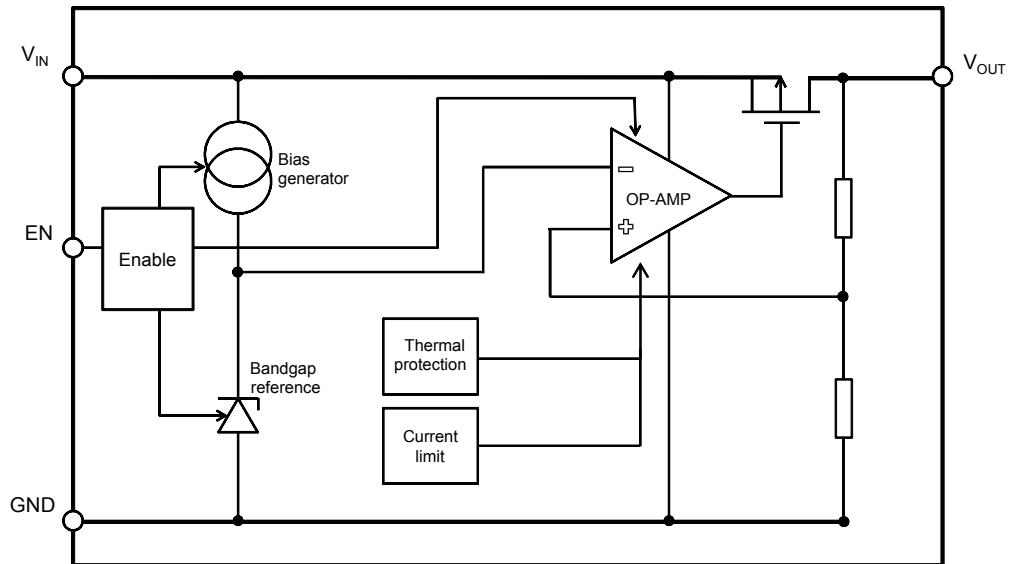 V_IN
V_OUT
Bias
generator
OP-AMP
EN
Enable
Thermal
protection
Bandgap
reference
Current
limit
GND